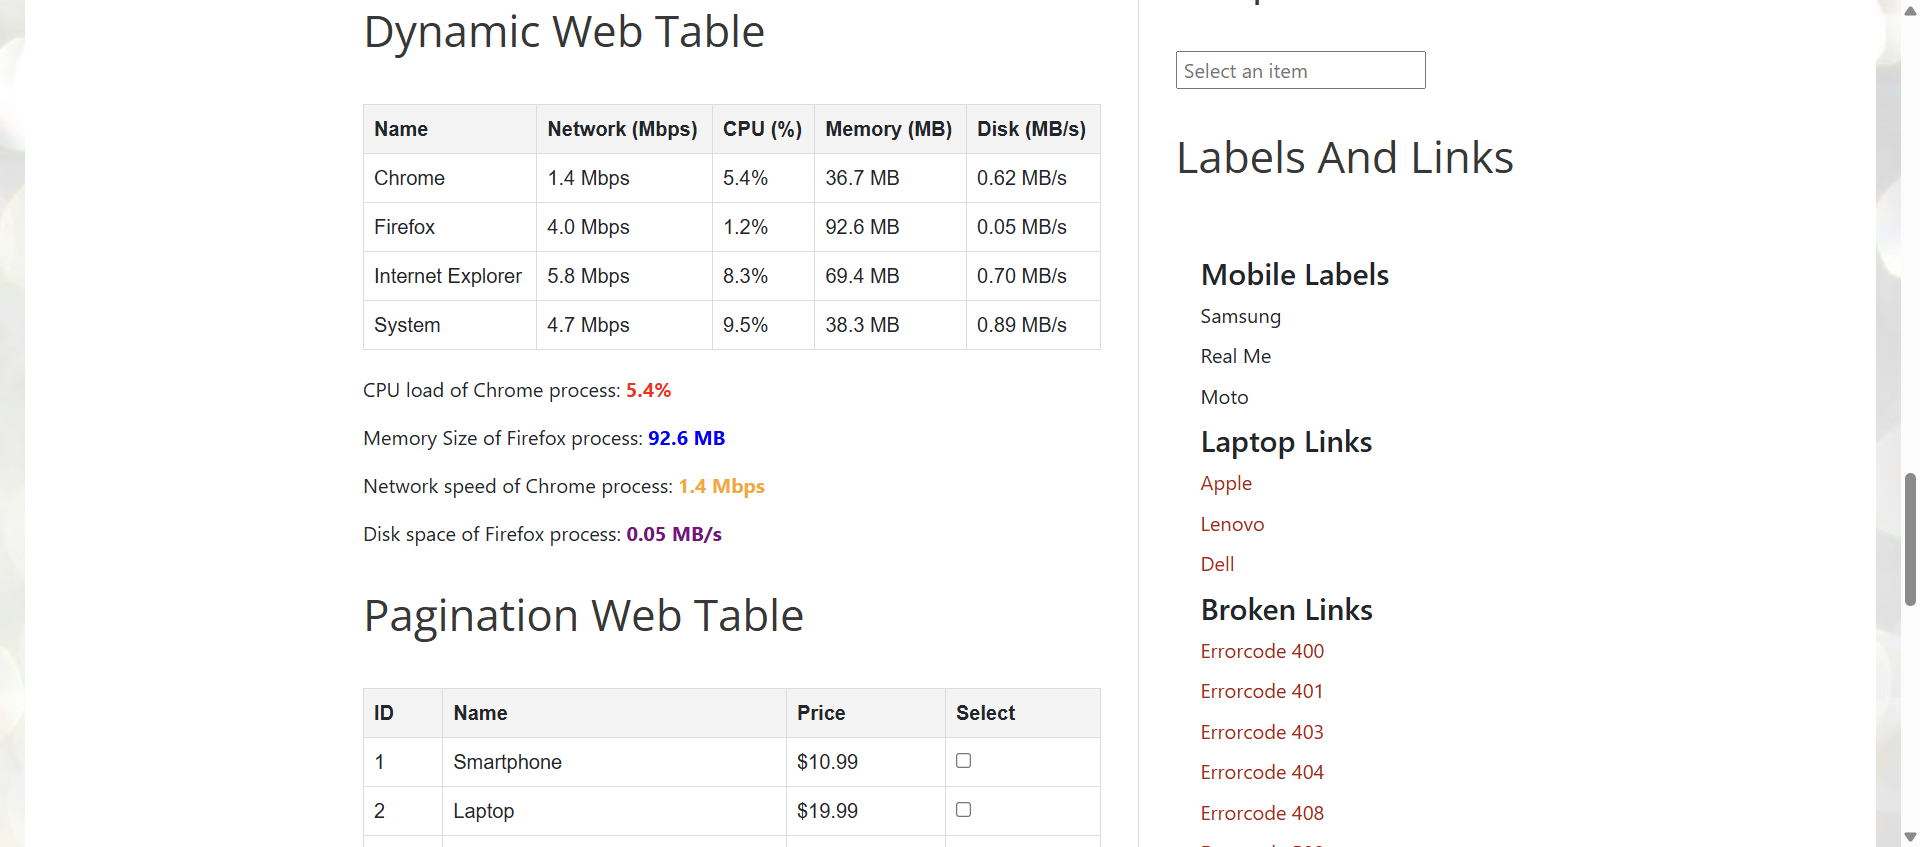 Dynamic Web Table
Name Network (Mbps) CPU (%) Memory (MB) Disk (MB/s)
Chrome 1.4 Mbps 5.4% 36.7 MB 0.62 MB/s
Firefox 4.0 Mbps 1.2% 92.6 MB 0.05 MB/s
Internet Explorer 5.8 Mbps 8.3% 69.4 MB 0.70 MB/s
System 4.7 Mbps 9.5% 38.3 MB 0.89 MB/s
CPU load of Chrome process: 5.4%
Memory Size of Firefox process: 92.6 MB
Network speed of Chrome process: 1.4 Mbps
Disk space of Firefox process: 0.05 MB/s
Pagination Web Table
ID Name Price Select
1 Smartphone $10.99
2 Laptop $19.99
Select an item
Labels And Links
Mobile Labels
Samsung
Real Me
Moto
Laptop Links
Apple
Lenovo
Dell
Broken Links
Errorcode 400
Errorcode 401
Errorcode 403
Errorcode 404
Errorcode 408